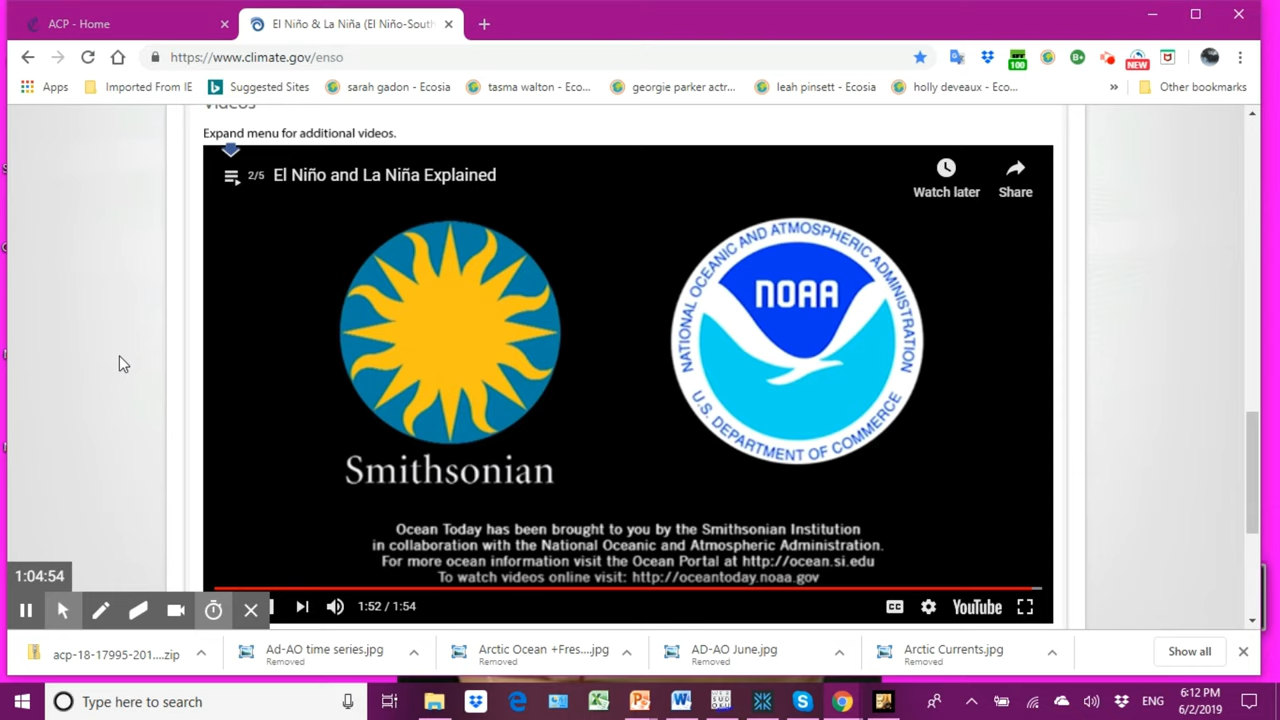 ACP - Home
El Niño & La Niña (El Niño-South
https://www.climate.gov/enso
OFF
100
B+
NEW
Apps
Imported From IE
Suggested Sites
sarah gadon - Ecosia
tasma walton - Eco...
georgie parker actr...
leah pinsett - Ecosia
holly deveaux - Eco...
»
Other bookmarks
Videos
Expand menu for additional videos.
2/5
El Niño and La Niña Explained
Watch later
Share
NATIONAL OCEANIC AND ATMOSPHERIC ADMINISTRATION
NOAA
U.S. DEPARTMENT OF COMMERCE
Smithsonian
Ocean Today has been brought to you by the Smithsonian Institution
in collaboration with the National Oceanic and Atmospheric Administration.
For more ocean information visit the Ocean Portal at http://ocean.si.edu
To watch videos online visit: http://oceantoday.noaa.gov
1:04:54
1:52 / 1:54
CC
YouTube
acp-18-17995-201....zip
Ad-AO time series.jpg
Removed
Arctic Ocean +Fres....jpg
Removed
AD-AO June.jpg
Removed
Arctic Currents.jpg
Removed
Show all
Type here to search
ENG
6:12 PM
6/2/2019